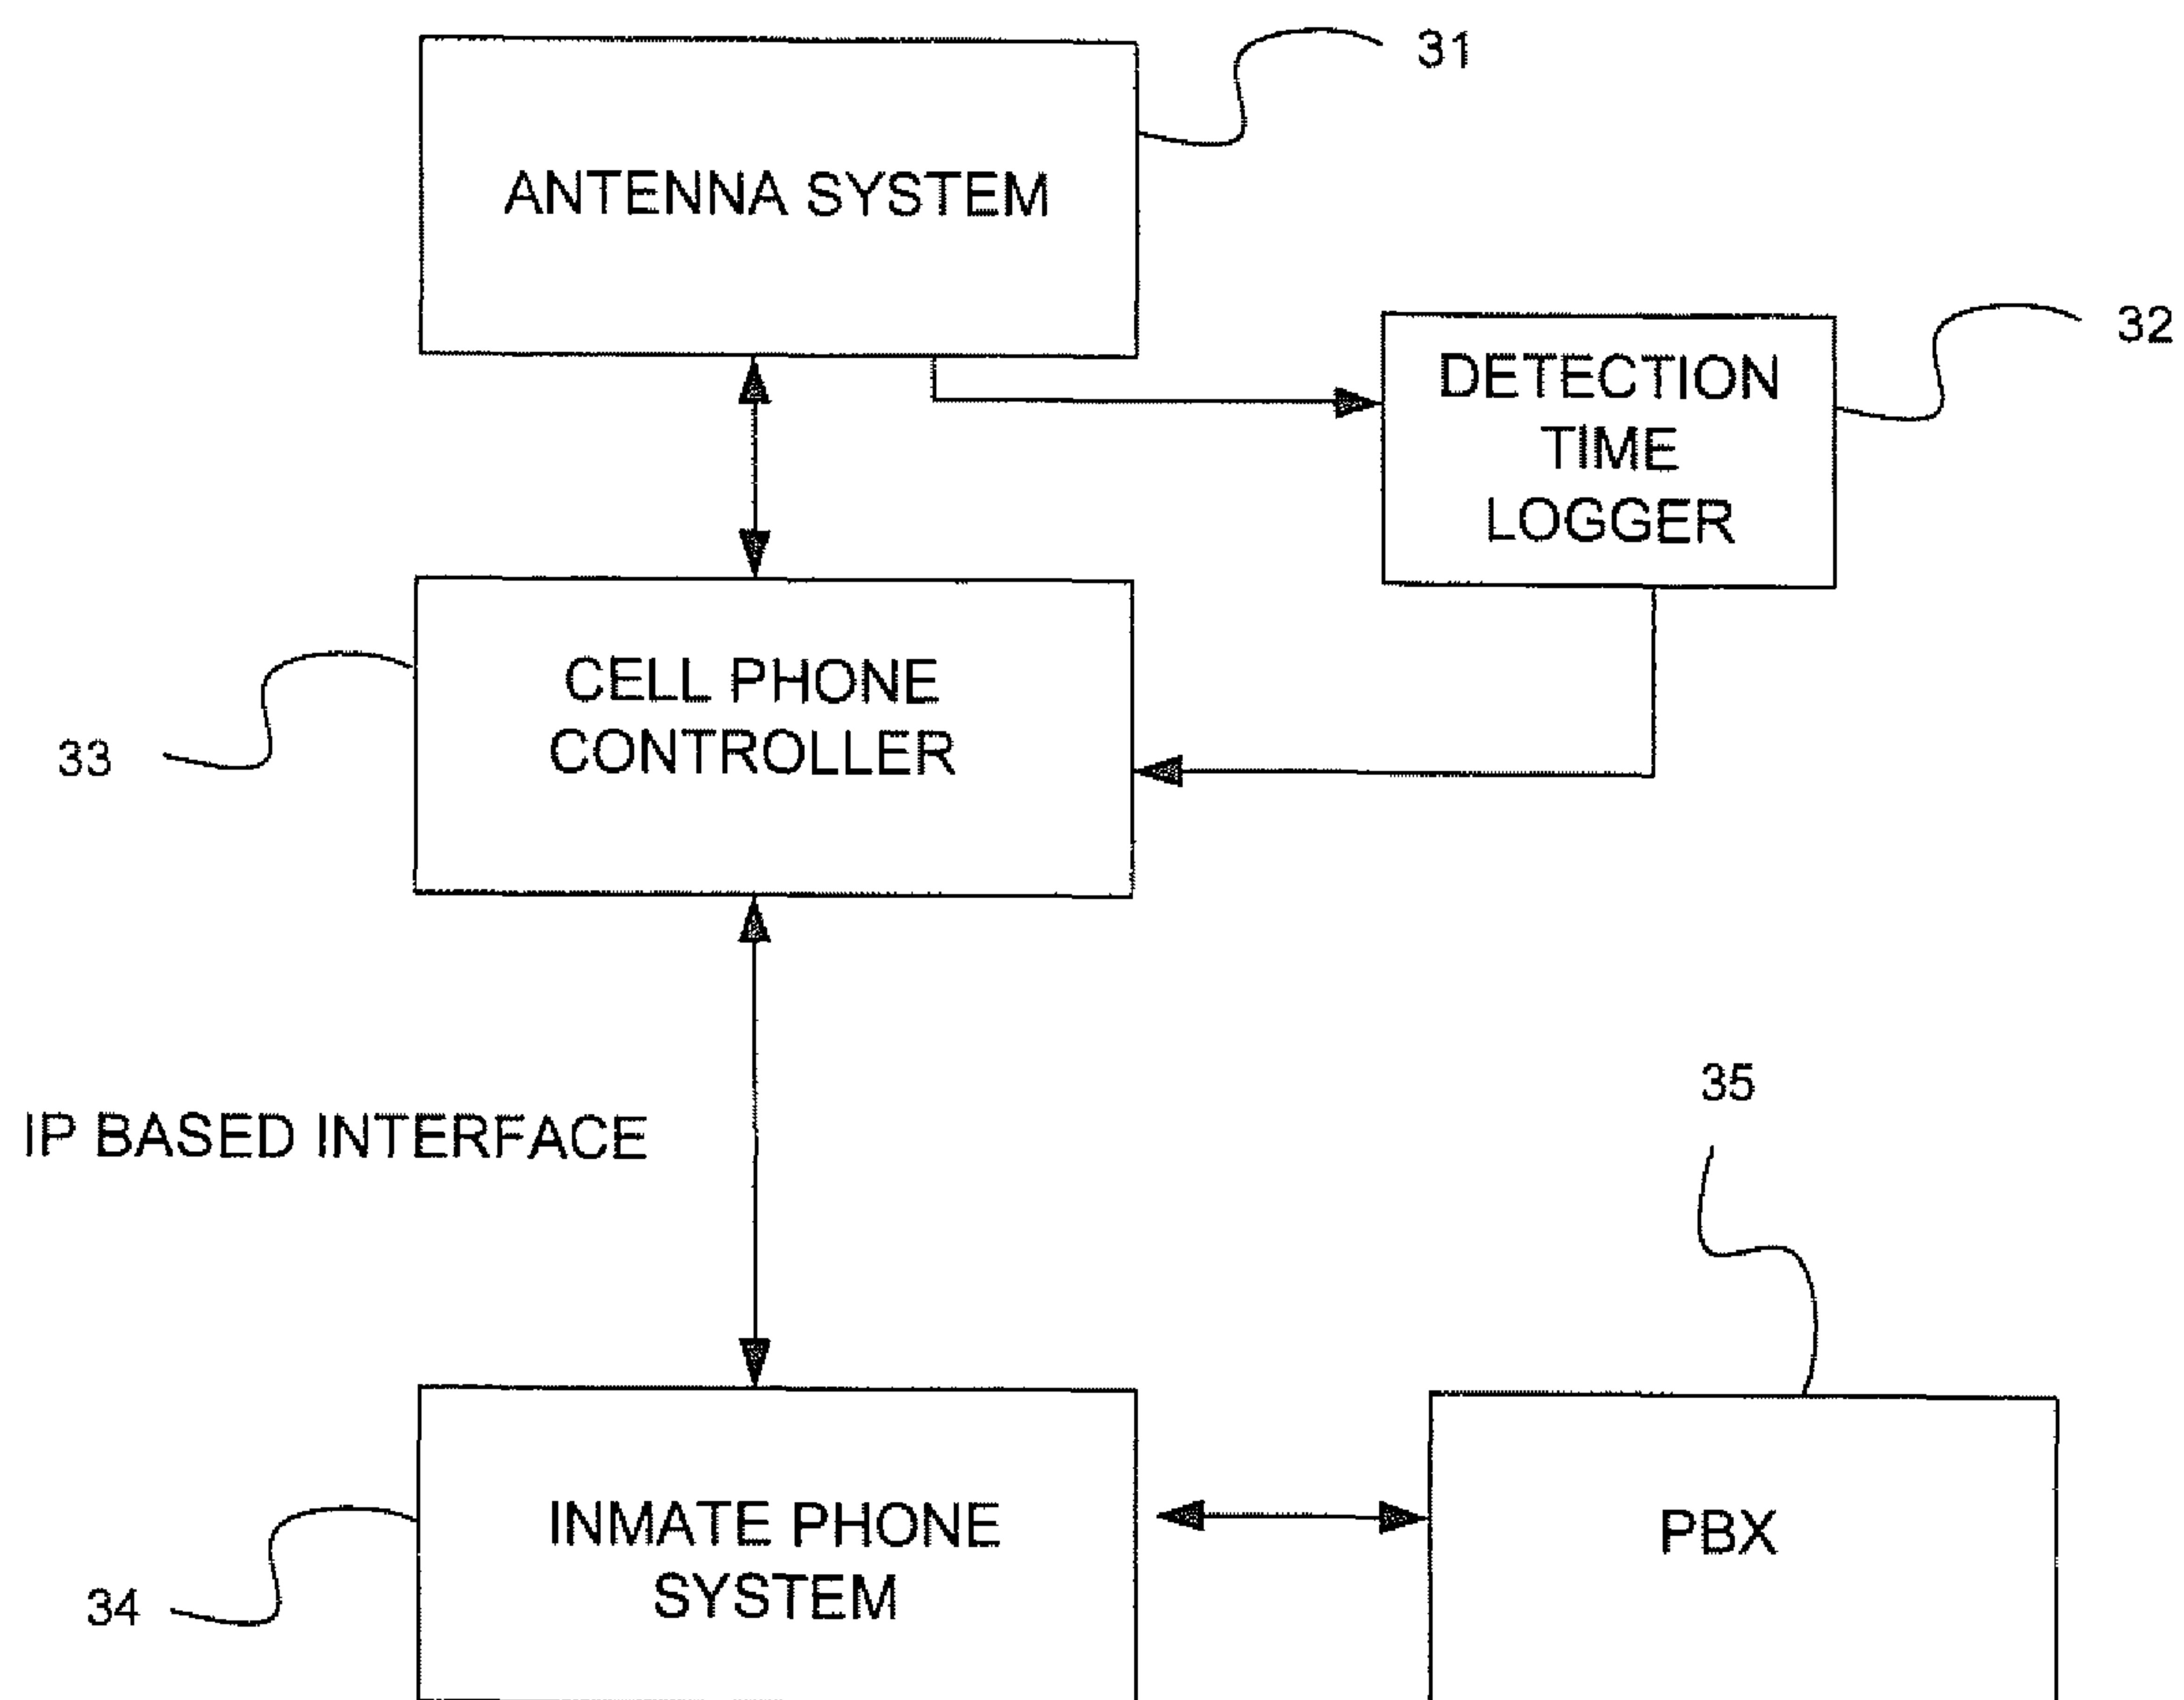 31
ANTENNA SYSTEM
32
DETECTION
TIME
LOGGER
CELL PHONE
CONTROLLER
33
35
IP BASED INTERFACE
INMATE PHONE
SYSTEM
PBX
34